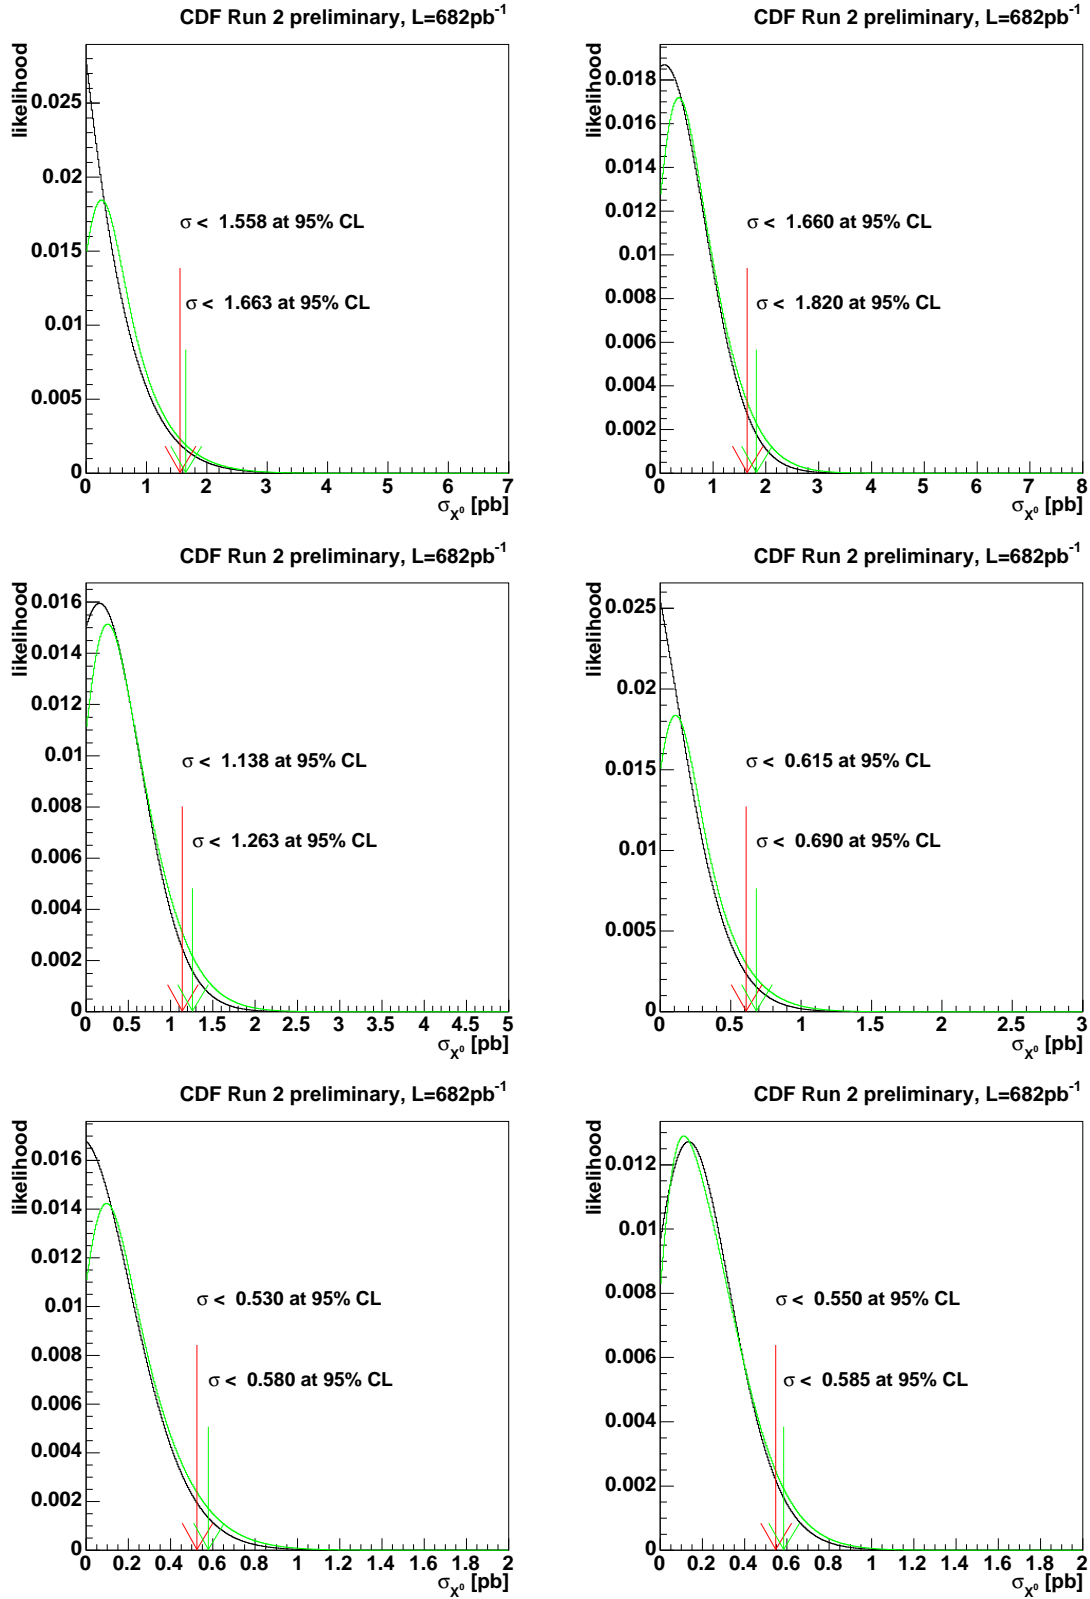 CDF Run 2 preliminary, L=682pb⁻¹
likelihood
0.025
0.02
0.015
0.01
0.005
0
σ < 1.558 at 95% CL
σ < 1.663 at 95% CL
0 1 2 3 4 5 6 7
σ_X⁰ [pb]
CDF Run 2 preliminary, L=682pb⁻¹
likelihood
0.018
0.016
0.014
0.012
0.01
0.008
0.006
0.004
0.002
0
σ < 1.660 at 95% CL
σ < 1.820 at 95% CL
0 1 2 3 4 5 6 7 8
σ_X⁰ [pb]
CDF Run 2 preliminary, L=682pb⁻¹
likelihood
0.016
0.014
0.012
0.01
0.008
0.006
0.004
0.002
0
σ < 1.138 at 95% CL
σ < 1.263 at 95% CL
0 0.5 1 1.5 2 2.5 3 3.5 4 4.5 5
σ_X⁰ [pb]
CDF Run 2 preliminary, L=682pb⁻¹
likelihood
0.025
0.02
0.015
0.01
0.005
0
σ < 0.615 at 95% CL
σ < 0.690 at 95% CL
0 0.5 1 1.5 2 2.5 3
σ_X⁰ [pb]
CDF Run 2 preliminary, L=682pb⁻¹
likelihood
0.016
0.014
0.012
0.01
0.008
0.006
0.004
0.002
0
σ < 0.530 at 95% CL
σ < 0.580 at 95% CL
0 0.2 0.4 0.6 0.8 1 1.2 1.4 1.6 1.8 2
σ_X⁰ [pb]
CDF Run 2 preliminary, L=682pb⁻¹
likelihood
0.012
0.01
0.008
0.006
0.004
0.002
0
σ < 0.550 at 95% CL
σ < 0.585 at 95% CL
0 0.2 0.4 0.6 0.8 1 1.2 1.4 1.6 1.8 2
σ_X⁰ [pb]